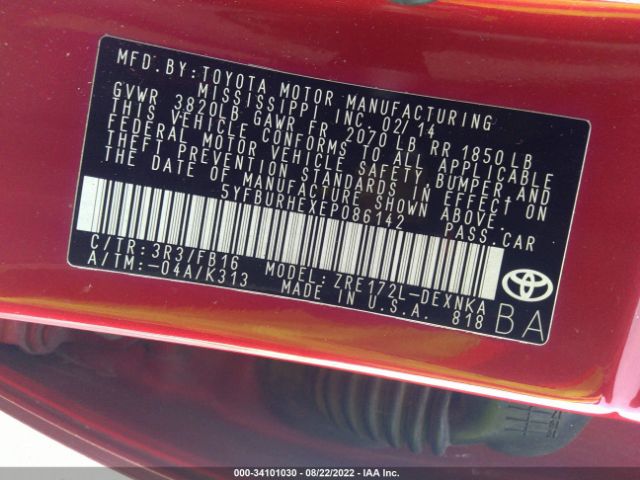 MFD.BY:TOYOTA MOTOR MANUFACTURING
MISSISSIPPI INC. 02/14
GVWR 3820LB GAWR FR 2070 LB RR 1850 LB
THIS VEHICLE CONFORMS TO ALL APPLICABLE
FEDERAL MOTOR VEHICLE SAFETY BUMPER AND
THEFT PREVENTION STANDARDS IN EFFECT ON
THE DATE OF MANUFACTURE SHOWN ABOVE.
5YFBURHEXEP086142 PASS.CAR
C/TR:3R3/FB16 MODEL:ZRE172L-DEXNKA
A/TM:-04A/K313 MADE IN U.S.A. 818
TOYOTA
BA
000-34101030 - 08/22/2022 - IAA Inc.